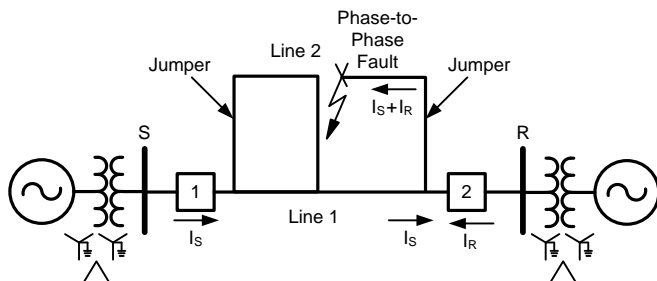 Phase-to-
Phase
Fault
Line 2
Jumper
Jumper
IS+IR
S
R
1
2
Line 1
IS
IS
IR